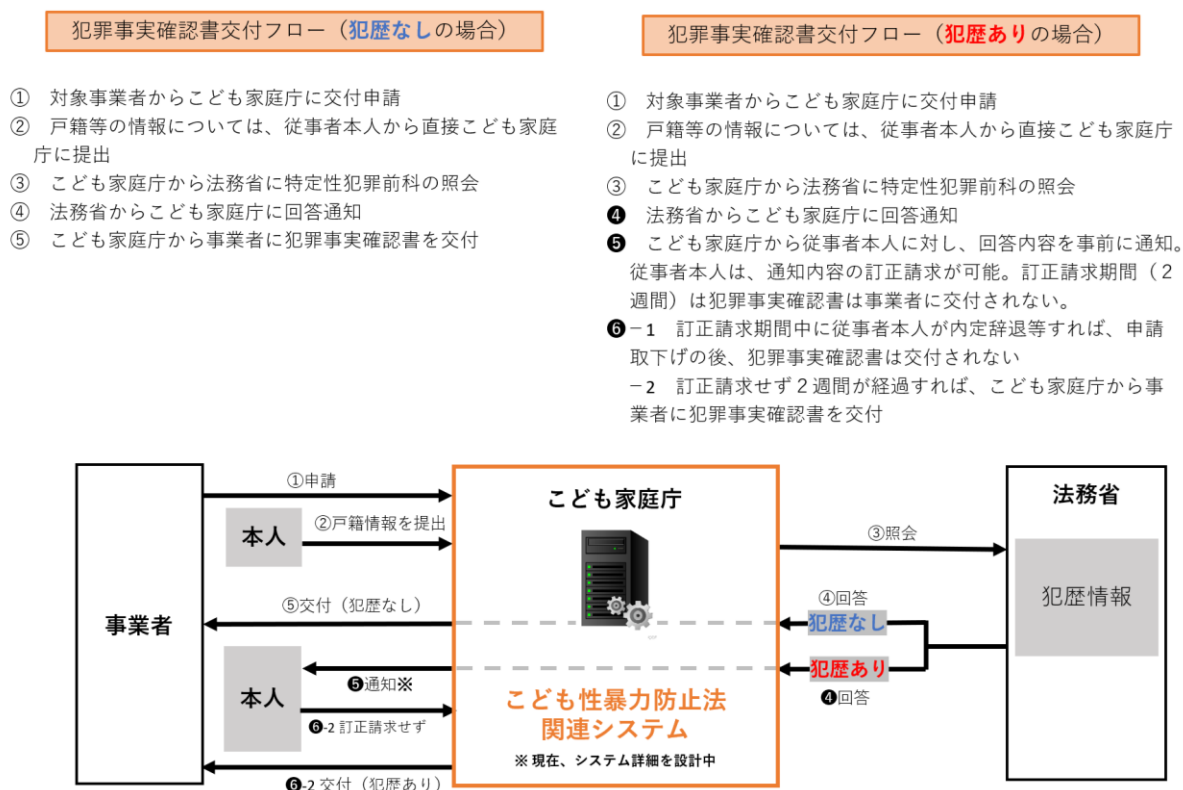 犯罪事実確認書交付フロー（犯歴なしの場合）
① 対象事業者からこども家庭庁に交付申請
② 戸籍等の情報については、従事者本人から直接こども家庭
庁に提出
③ こども家庭庁から法務省に特定性犯罪前科の照会
④ 法務省からこども家庭庁に回答通知
⑤ こども家庭庁から事業者に犯罪事実確認書を交付
犯罪事実確認書交付フロー（犯歴ありの場合）
① 対象事業者からこども家庭庁に交付申請
② 戸籍等の情報については、従事者本人から直接こども家庭庁
に提出
③ こども家庭庁から法務省に特定性犯罪前科の照会
❹ 法務省からこども家庭庁に回答通知
❺ こども家庭庁から従事者本人に対し、回答内容を事前に通知。
従事者本人は、通知内容の訂正請求が可能。訂正請求期間（２
週間）は犯罪事実確認書は事業者に交付されない。
❻－1 訂正請求期間中に従事者本人が内定辞退等すれば、申請
取下げの後、犯罪事実確認書は交付されない
－2 訂正請求せず２週間が経過すれば、こども家庭庁から事
業者に犯罪事実確認書を交付
事業者
①申請
本人
②戸籍情報を提出
⑤交付（犯歴なし）
本人
❺通知※
❻-2 訂正請求せず
❻-2 交付（犯歴あり）
こども家庭庁
こども性暴力防止法
関連システム
※ 現在、システム詳細を設計中
③照会
④回答
犯歴なし
犯歴あり
❹回答
法務省
犯歴情報